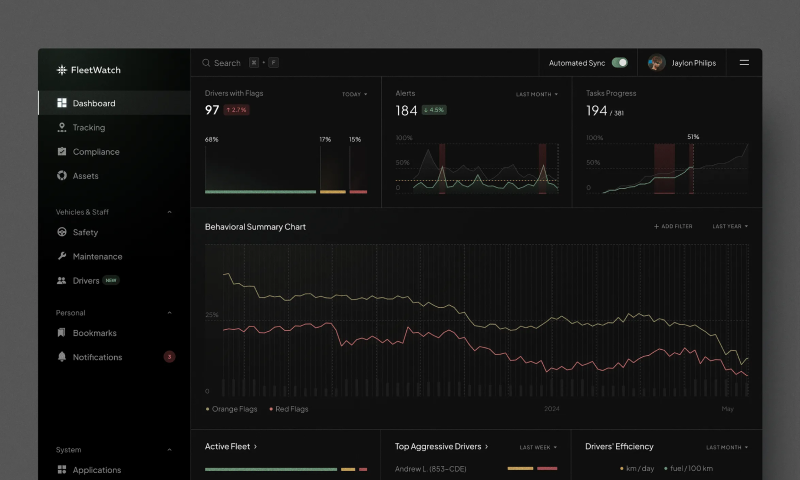 FleetWatch
Search
⌘ + F
Automated Sync
Jaylon Philips
Dashboard
Tracking
Compliance
Assets
Vehicles & Staff
Safety
Maintenance
Drivers NEW
Personal
Bookmarks
Notifications 3
System
Applications
Drivers with Flags
TODAY
97 ↑ 2.7%
68%
17%
15%
Alerts
LAST MONTH
184 ↓ 4.5%
100%
50%
0
Tasks Progress
194 / 381
51%
100%
50%
0
Behavioral Summary Chart
+ ADD FILTER
LAST YEAR
25%
0
Orange Flags
Red Flags
2024
May
Active Fleet ›
Top Aggressive Drivers ›
LAST WEEK
Andrew L. (853–CDE)
Drivers' Efficiency
LAST MONTH
km / day
fuel / 100 km